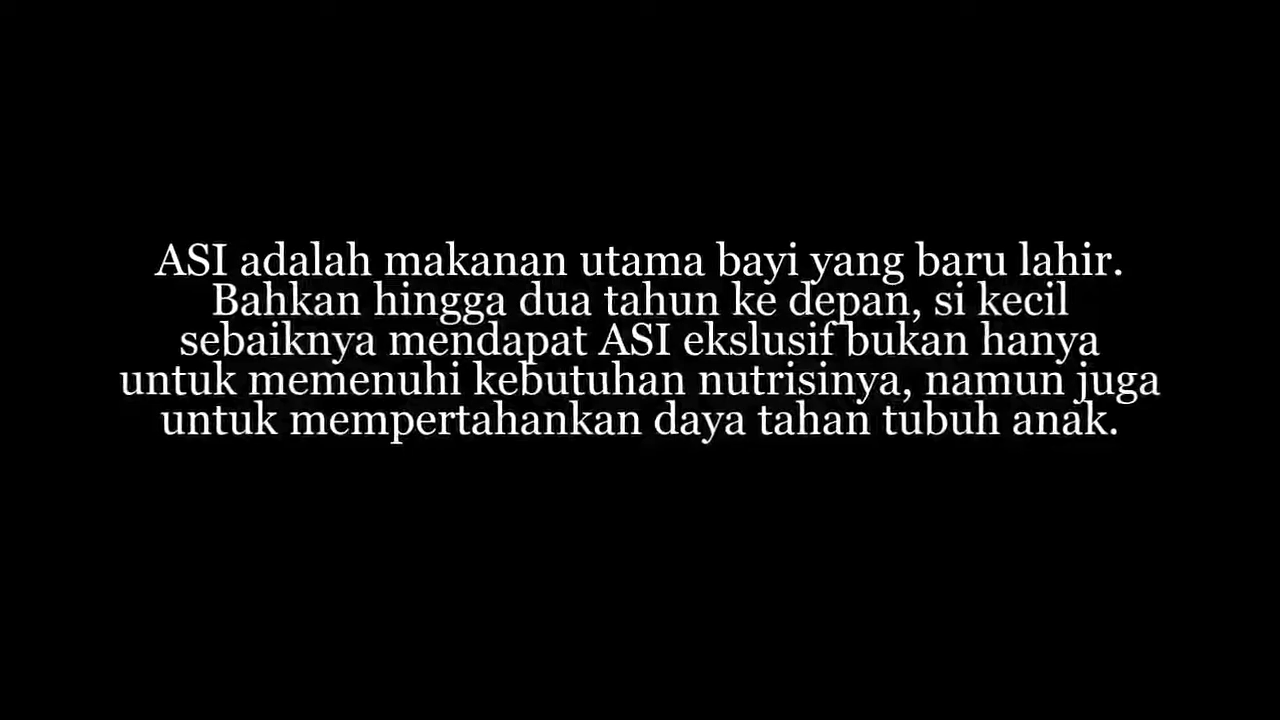 ASI adalah makanan utama bayi yang baru lahir.
Bahkan hingga dua tahun ke depan, si kecil
sebaiknya mendapat ASI ekslusif bukan hanya
untuk memenuhi kebutuhan nutrisinya, namun juga
untuk mempertahankan daya tahan tubuh anak.